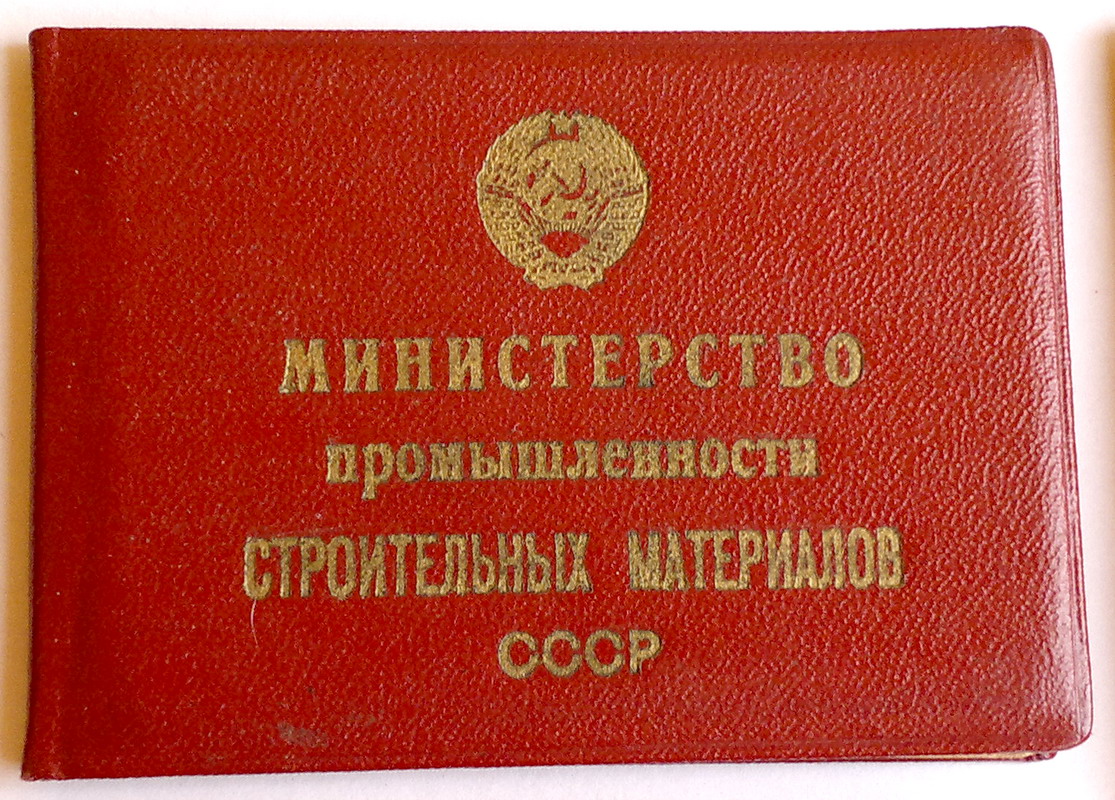 МИНИСТЕРСТВО
промышленности
СТРОИТЕЛЬНЫХ МАТЕРИАЛОВ
СССР